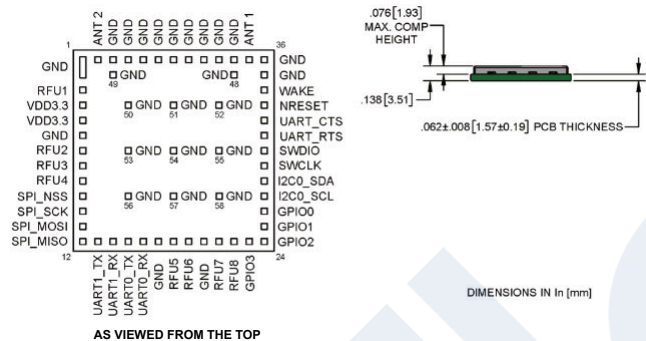 ANT 2
GND
GND
GND
GND
GND
GND
GND
GND
GND
ANT 1
1
36
GND
RFU1
VDD3.3
VDD3.3
GND
RFU2
RFU3
RFU4
SPI_NSS
SPI_SCK
SPI_MOSI
SPI_MISO
GND
49
GND
48
GND
50
GND
51
GND
52
GND
53
GND
54
GND
55
GND
56
GND
57
GND
58
GND
GND
WAKE
NRESET
UART_CTS
UART_RTS
SWDIO
SWCLK
I2C0_SDA
I2C0_SCL
GPIO0
GPIO1
GPIO2
12
24
UART1_TX
UART1_RX
UART0_TX
UART0_RX
GND
RFU5
RFU6
GND
RFU7
RFU8
GPIO3
AS VIEWED FROM THE TOP
.076[1.93]
MAX. COMP
HEIGHT
.138[3.51]
.062±.008[1.57±0.19] PCB THICKNESS
DIMENSIONS IN In [mm]